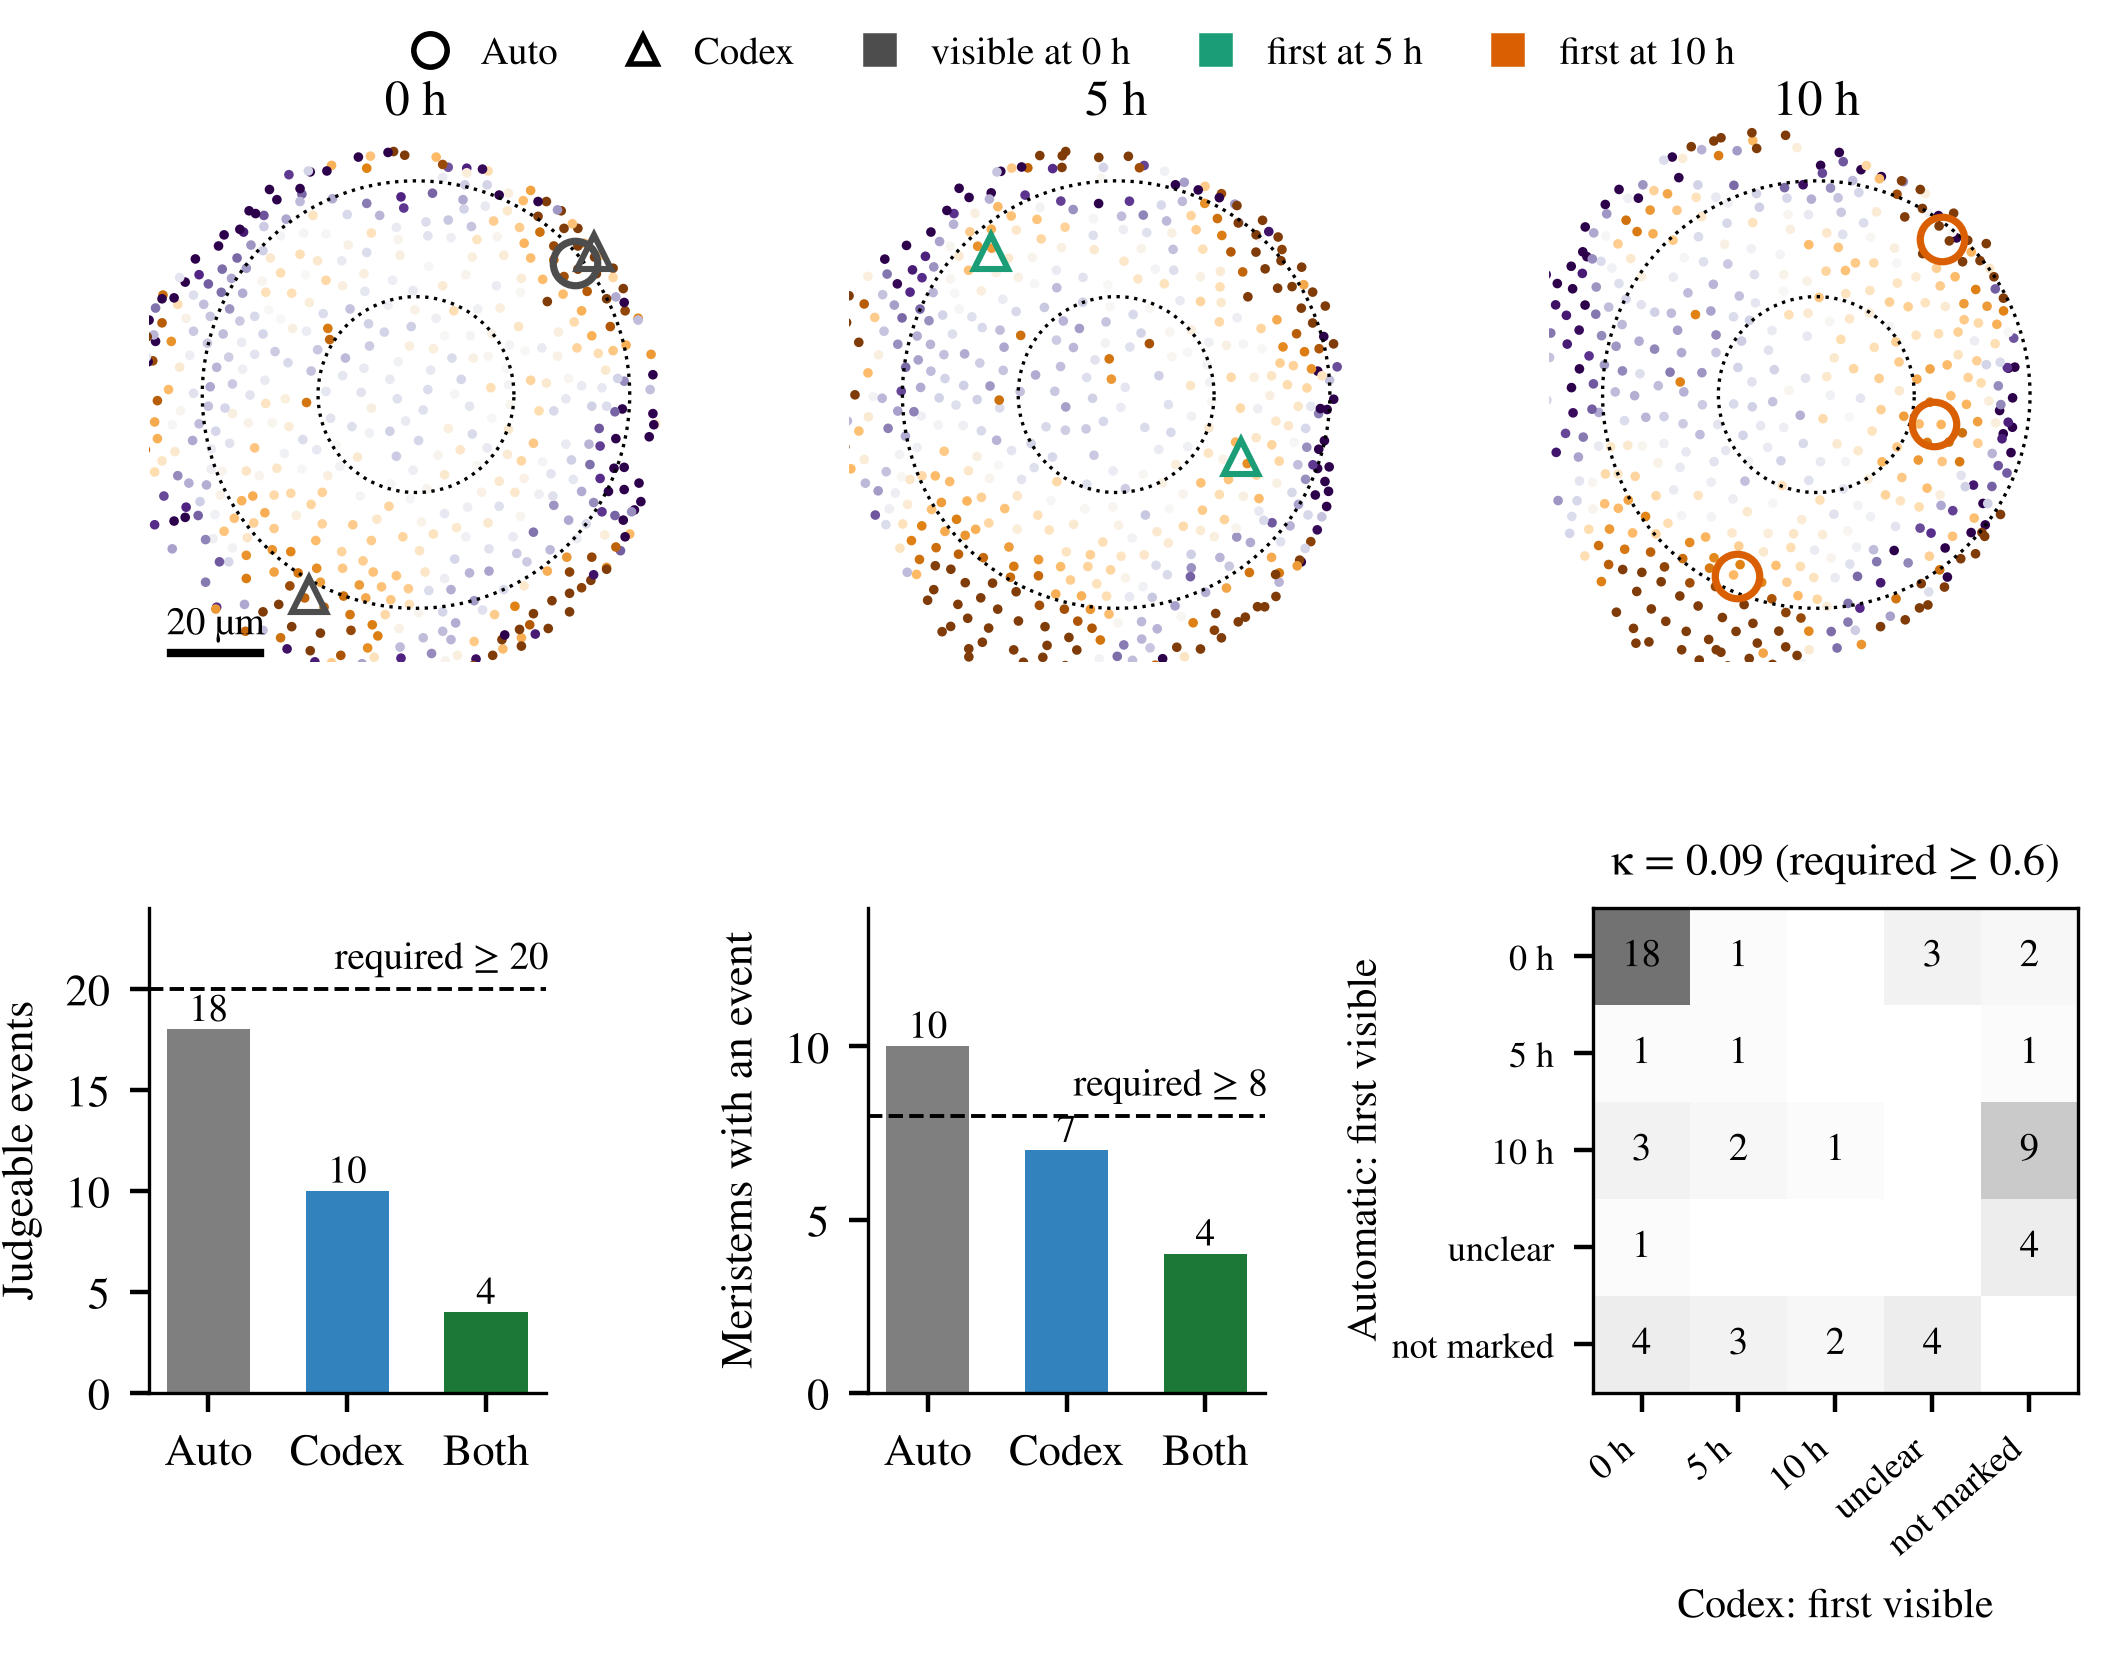 Auto Codex visible at 0 h first at 5 h first at 10 h
0 h 5 h 10 h
20 µm
Judgeable events
20
15
10
5
0
required ≥ 20
18
10
4
Auto Codex Both
Meristems with an event
10
5
0
required ≥ 8
10
7
4
Auto Codex Both
κ = 0.09 (required ≥ 0.6)
Automatic: first visible
0 h 18 1 3 2
5 h 1 1 1
10 h 3 2 1 9
unclear 1 4
not marked 4 3 2 4
0 h 5 h 10 h unclear not marked
Codex: first visible